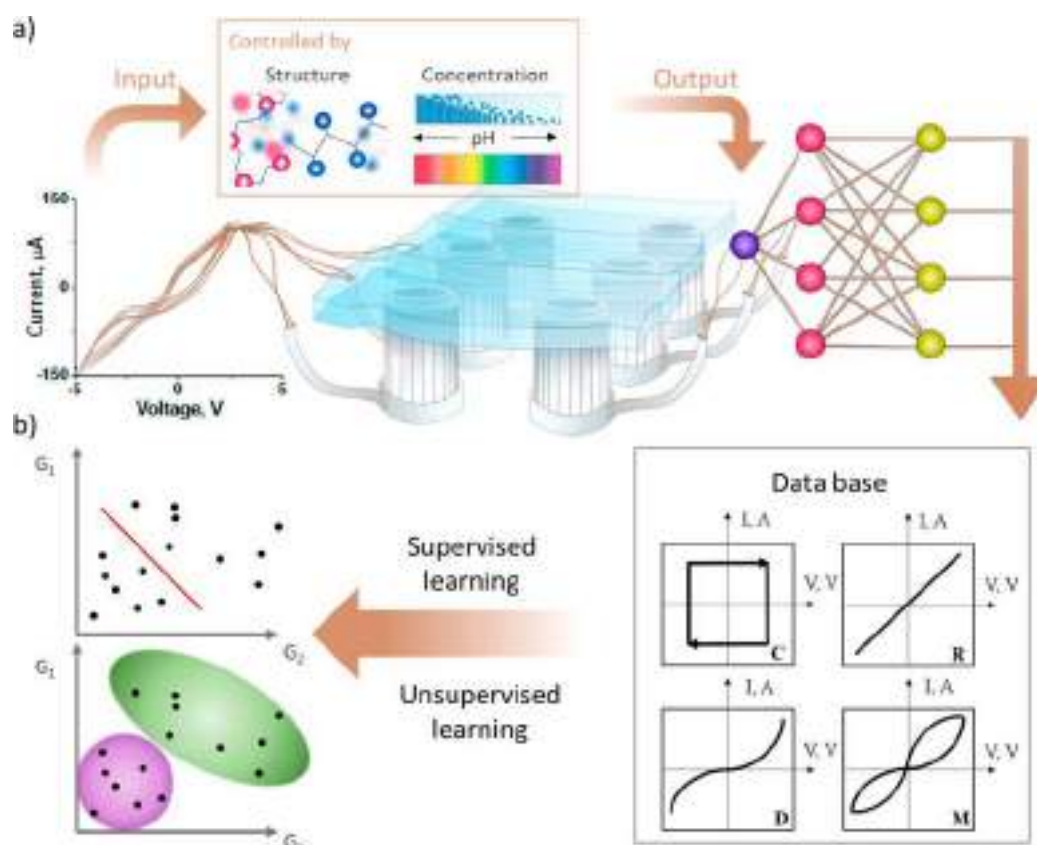 a)
Controlled by
Input
Structure
Concentration
pH
Output
150
0
-150
Current, µA
-5
0
5
Voltage, V
b)
G1
G2
Supervised
learning
Unsupervised
learning
G1
Data base
I, A
V, V
C
I, A
V, V
R
I, A
V, V
D
I, A
V, V
M